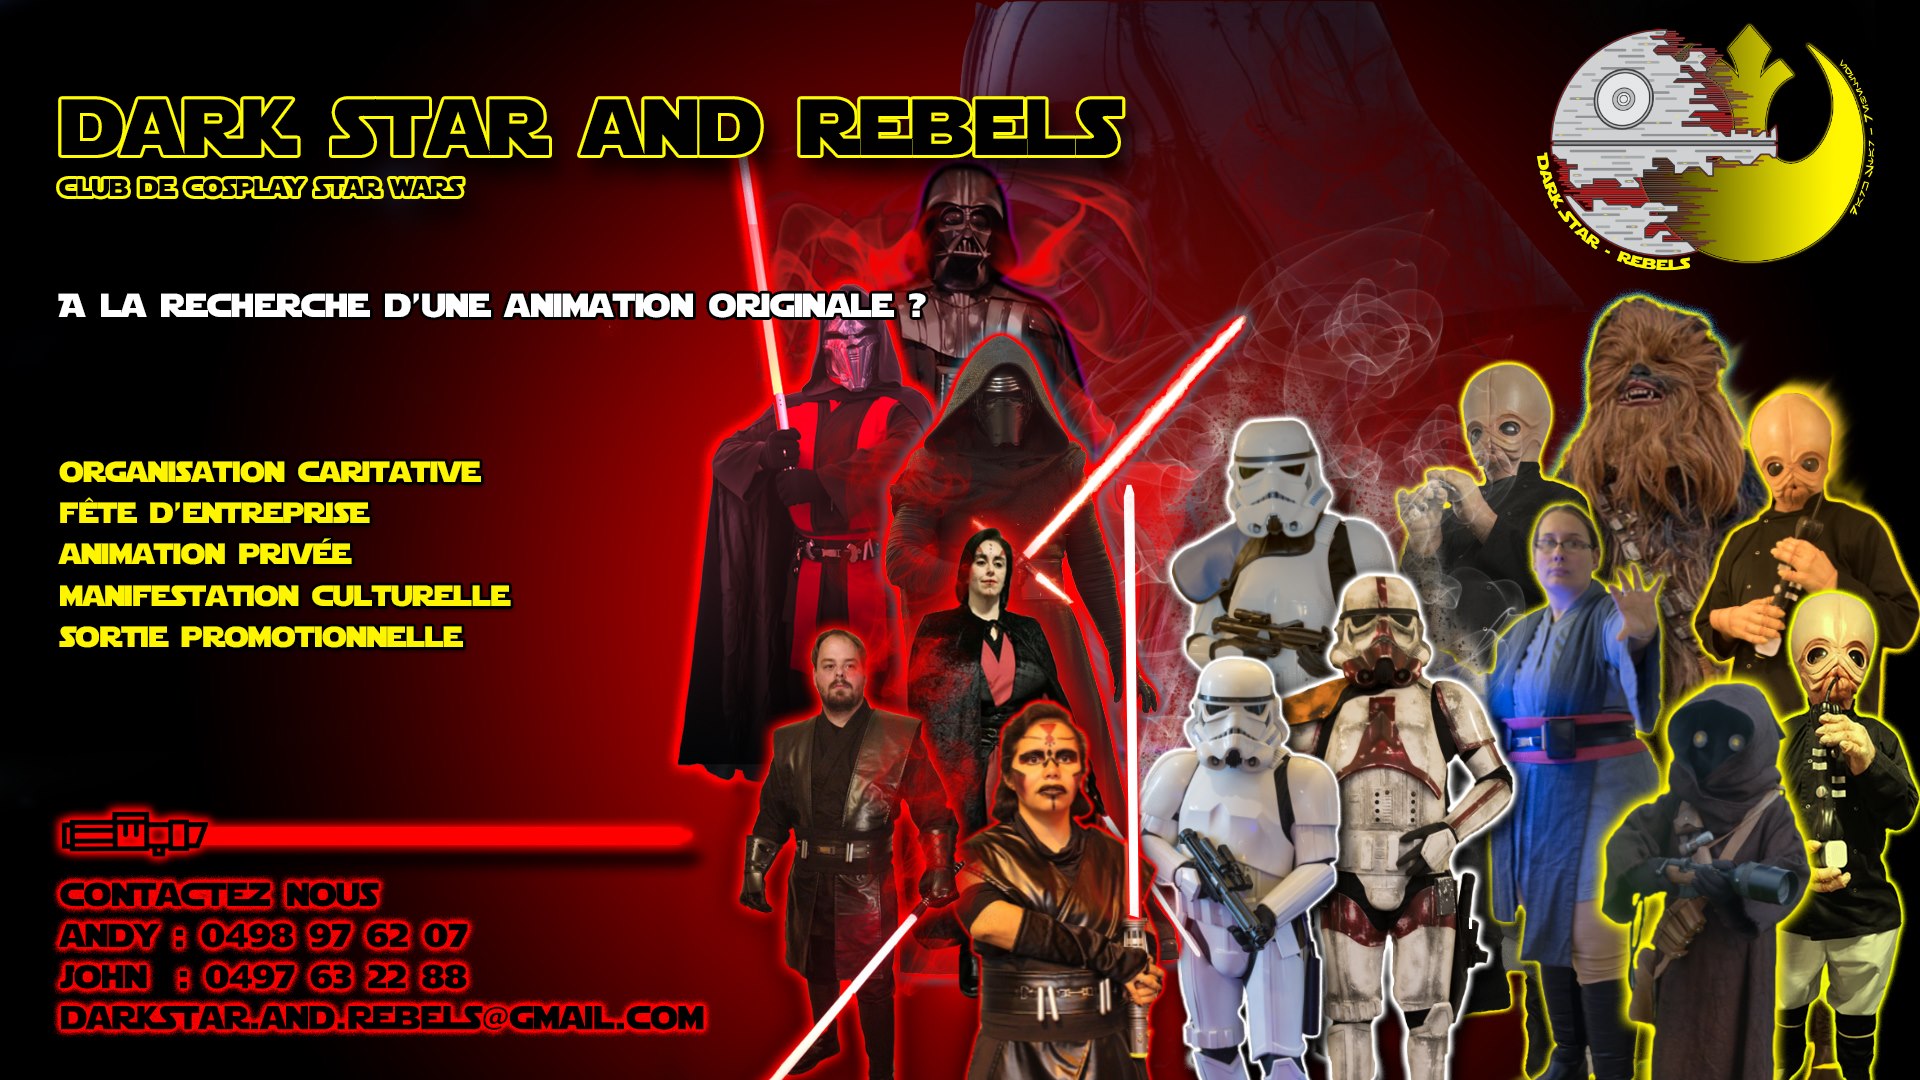 DARK STAR AND REBELS
CLUB DE COSPLAY STAR WARS
A LA RECHERCHE D'UNE ANIMATION ORIGINALE ?
ORGANISATION CARITATIVE
FÊTE D'ENTREPRISE
ANIMATION PRIVÉE
MANIFESTATION CULTURELLE
SORTIE PROMOTIONNELLE
CONTACTEZ NOUS
ANDY : 0498 97 62 07
JOHN : 0497 63 22 88
DARKSTAR.AND.REBELS@GMAIL.COM
DARK STAR - REBELS